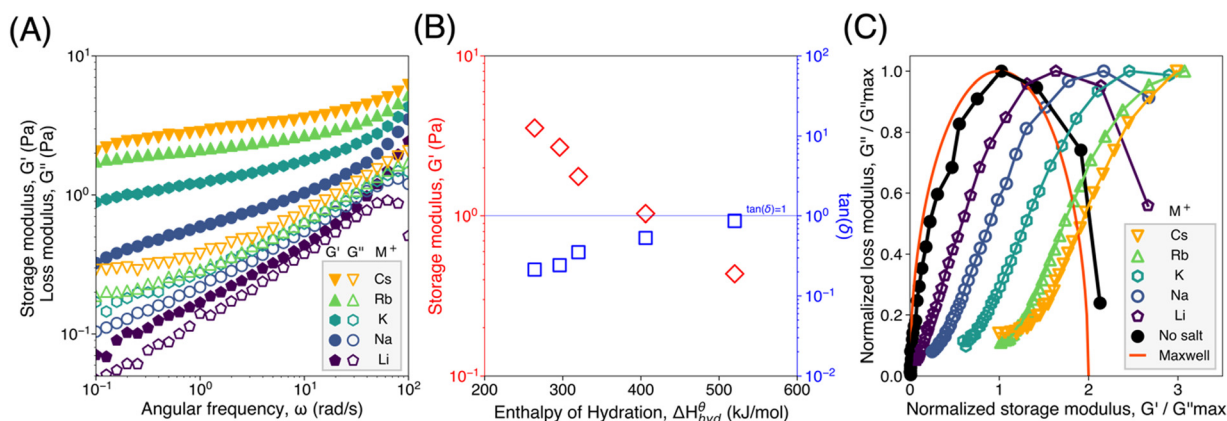 (A)
Storage modulus, G' (Pa)
Loss modulus, G' (Pa)
10¹
10⁰
10⁻¹
10⁻¹
10⁰
10¹
10²
Angular frequency, ω (rad/s)
G' G'' M⁺
Cs
Rb
K
Na
Li
(B)
Storage modulus, G' (Pa)
10¹
10⁰
10⁻¹
200 300 400 500 600
Enthalpy of Hydration, ΔH^θ_hyd (kJ/mol)
tan(δ)=1
10²
10¹
10⁰
10⁻¹
10⁻²
tan(δ)
(C)
Normalized loss modulus, G'' / G''max
1.0
0.8
0.6
0.4
0.2
0.0
0 1 2 3
Normalized storage modulus, G' / G''max
M⁺
Cs
Rb
K
Na
Li
No salt
Maxwell